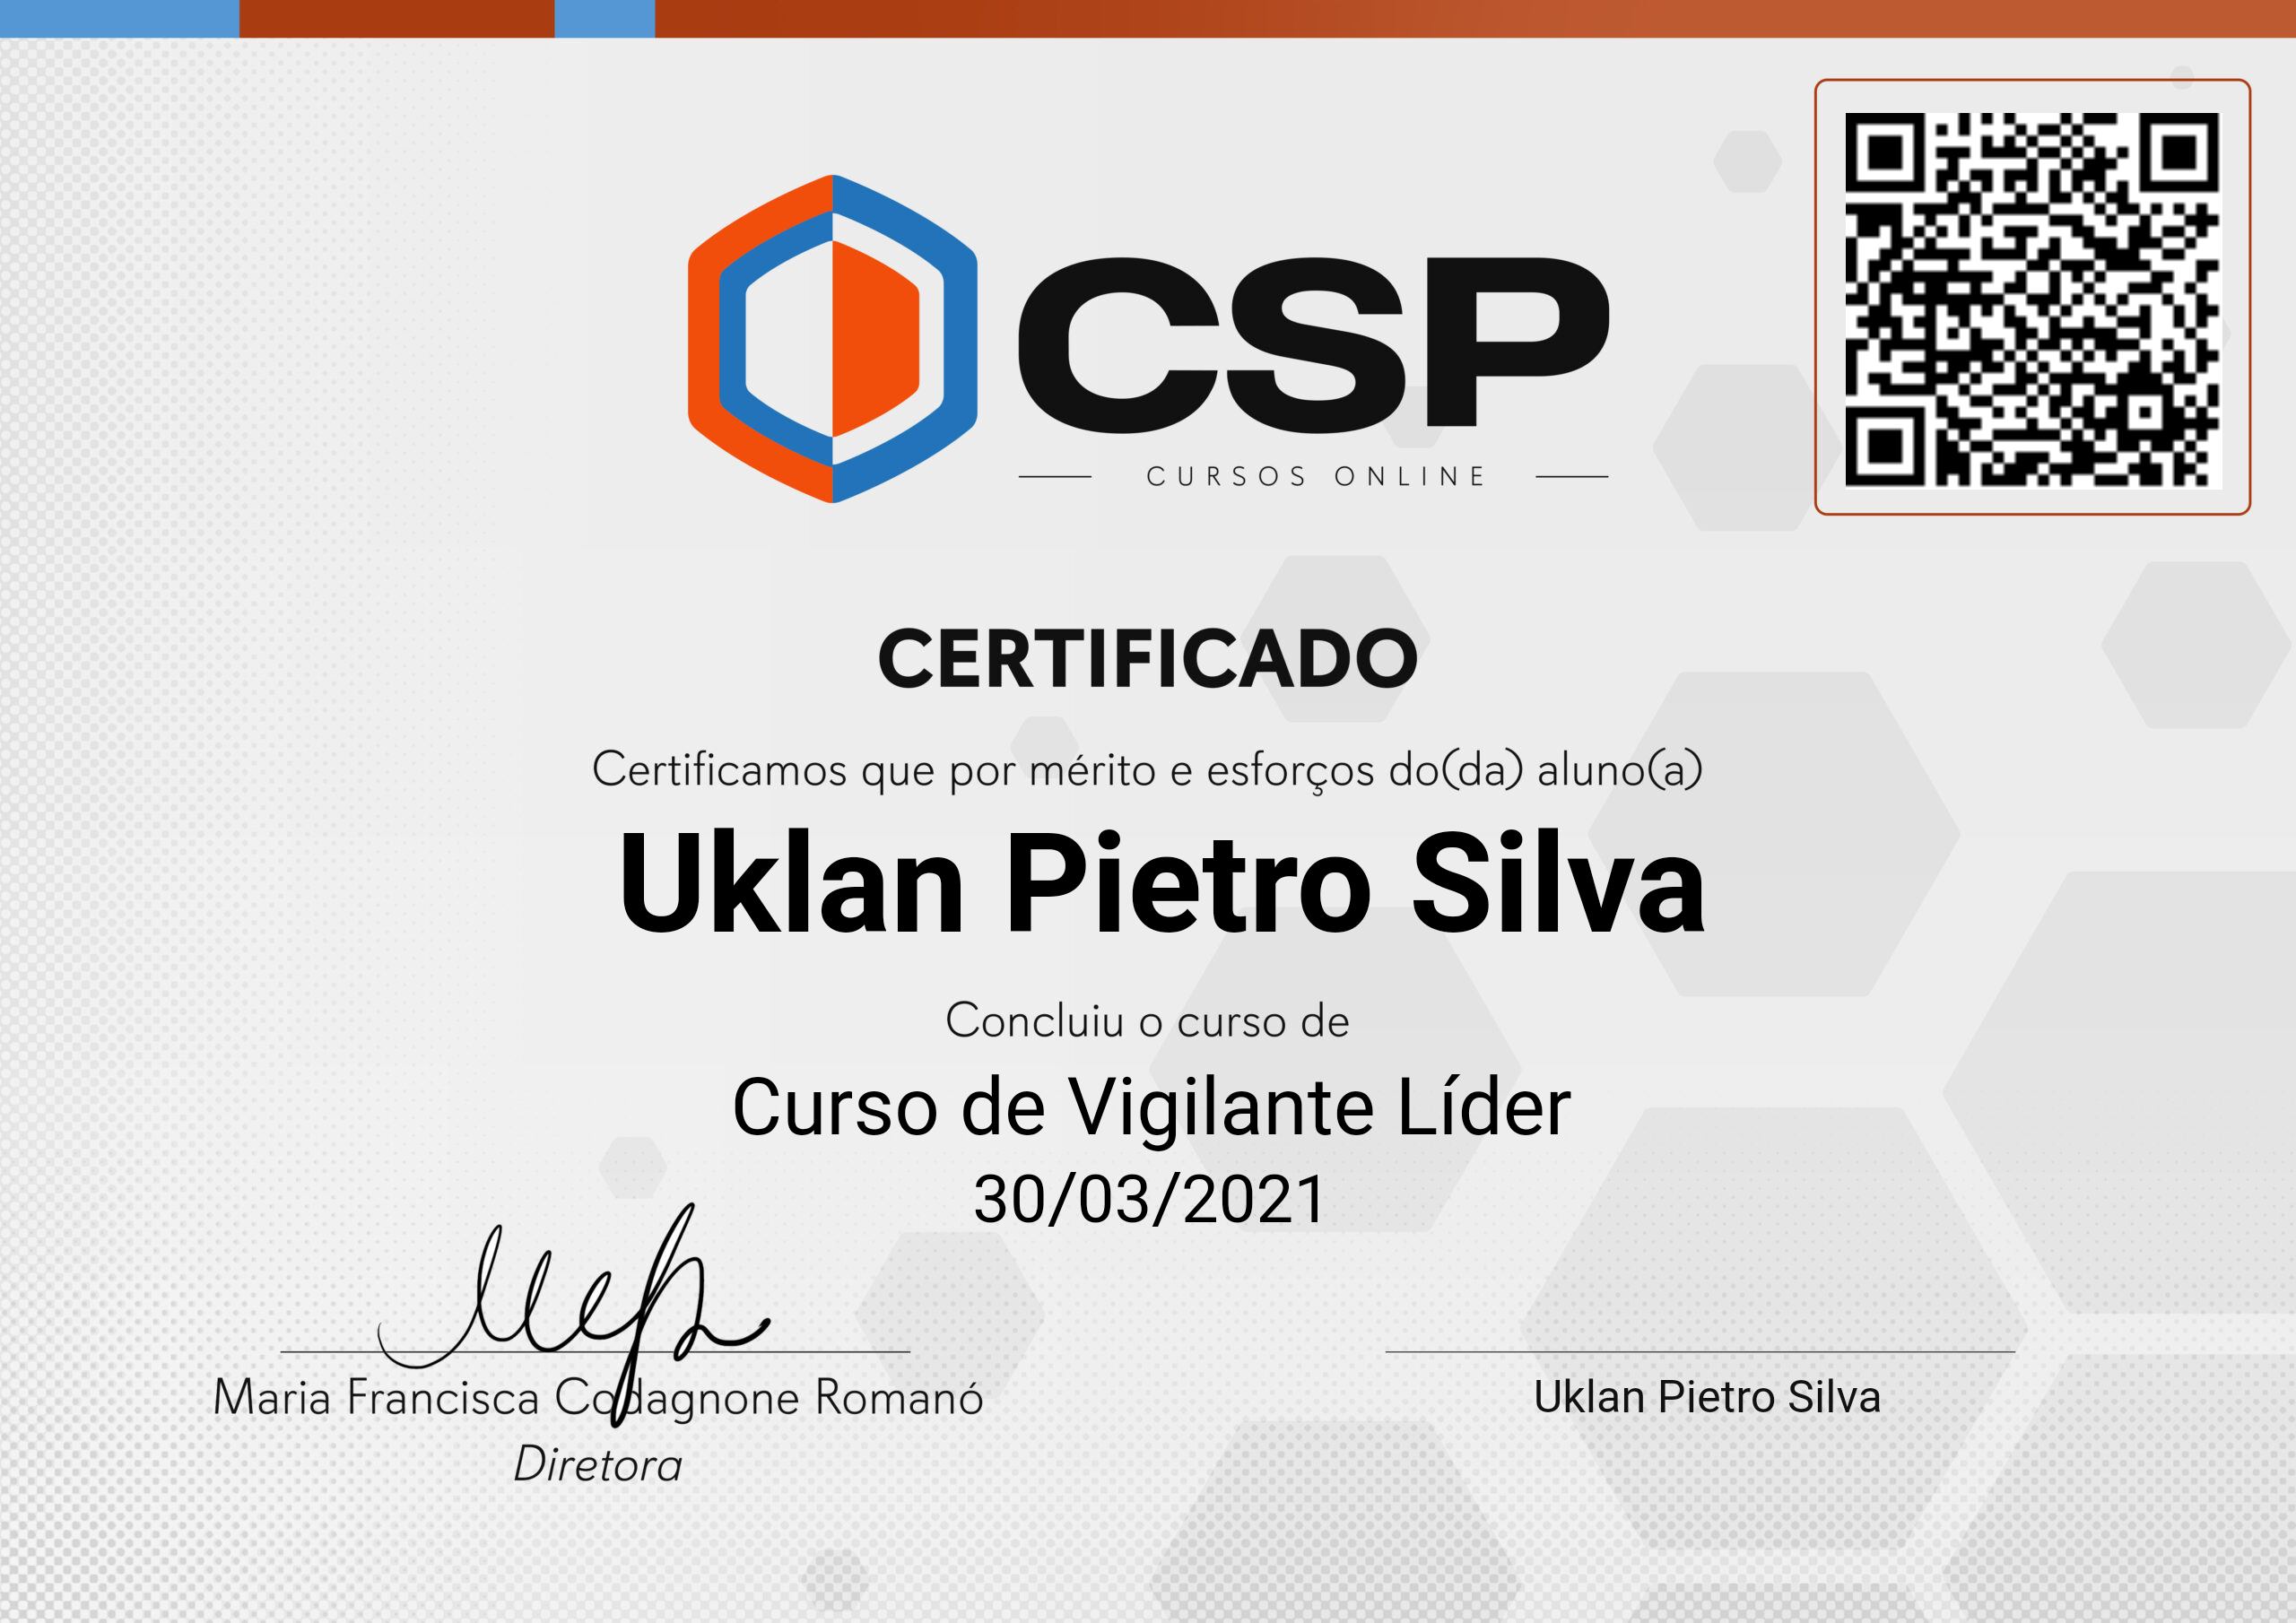 CSP
CURSOS ONLINE
CERTIFICADO
Certificamos que por mérito e esforços do(da) aluno(a)
Uklan Pietro Silva
Concluiu o curso de
Curso de Vigilante Líder
30/03/2021
Maria Francisca Codagnone Romanó
Diretora
Uklan Pietro Silva